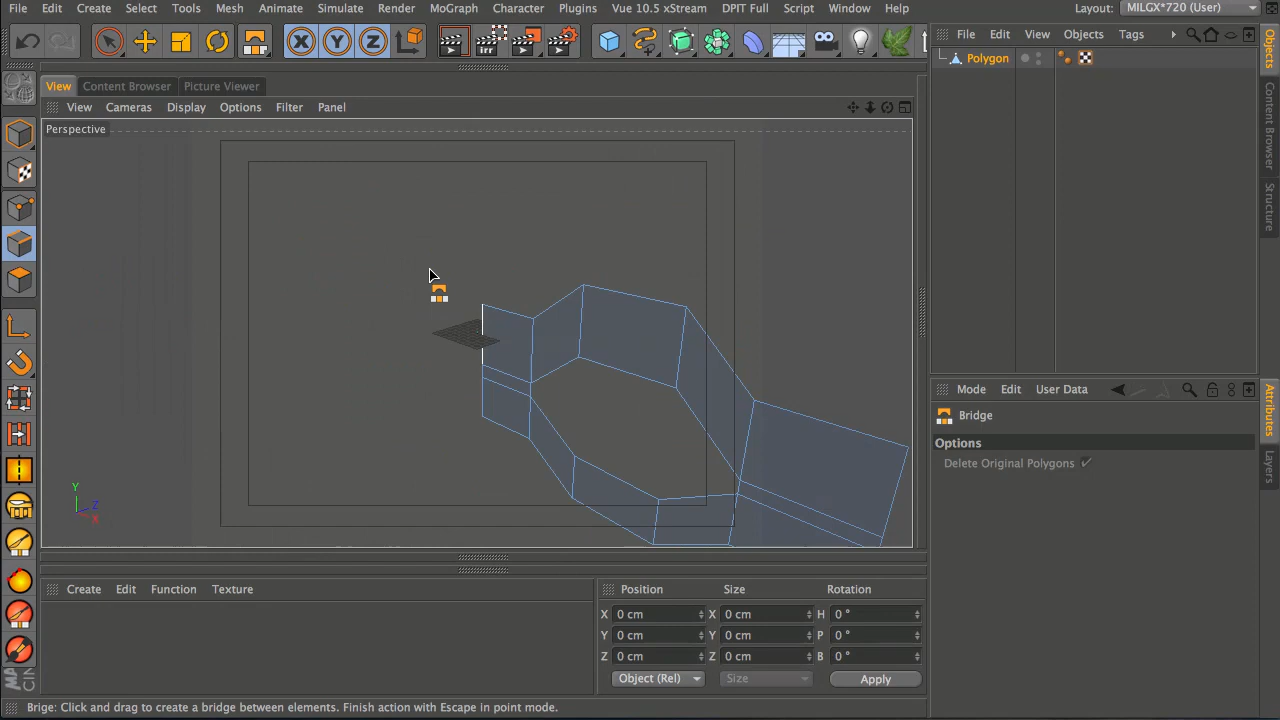 File Edit Create Select Tools Mesh Animate Simulate Render MoGraph Character Plugins Vue 10.5 xStream DPIT Full Script Window Help Layout: MILGX*720 (User)
X Y Z irr
File Edit View Objects Tags
Polygon
View Content Browser Picture Viewer
View Cameras Display Options Filter Panel
Perspective
Y Z X
Objects
Content Browser
Structure
Mode Edit User Data
Bridge
Options
Delete Original Polygons
Attributes
Layers
Create Edit Function Texture
Position Size Rotation
X 0 cm X 0 cm H 0 °
Y 0 cm Y 0 cm P 0 °
Z 0 cm Z 0 cm B 0 °
Object (Rel) Size Apply
Brige: Click and drag to create a bridge between elements. Finish action with Escape in point mode.